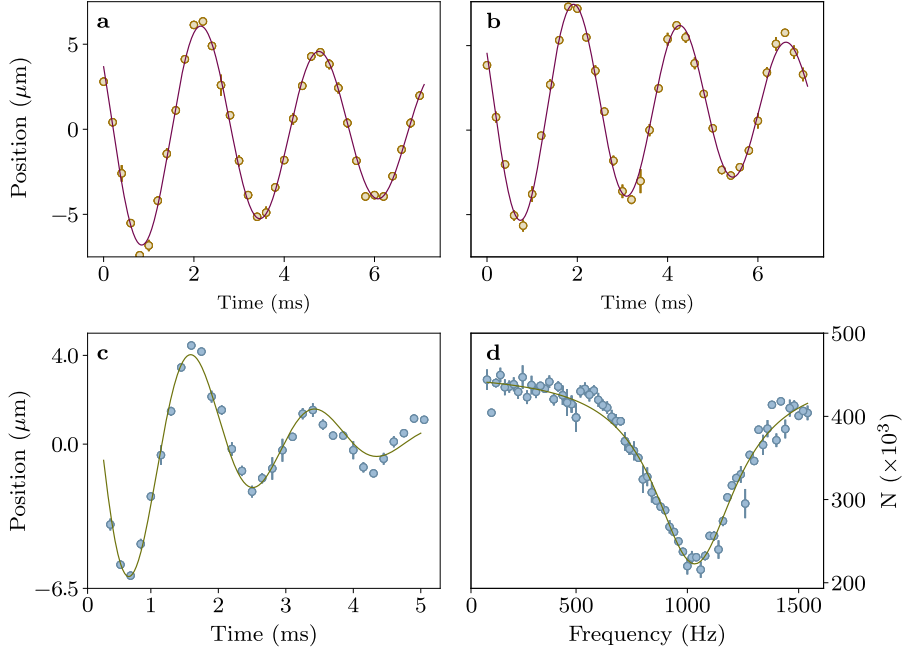 a
b
5
0
−5
Position (μm)
0 2 4 6
0 2 4 6
Time (ms)
Time (ms)
c
d
4.0
0.0
−6.5
Position (μm)
500
400
300
200
N (×10³)
0 1 2 3 4 5
0 500 1000 1500
Time (ms)
Frequency (Hz)